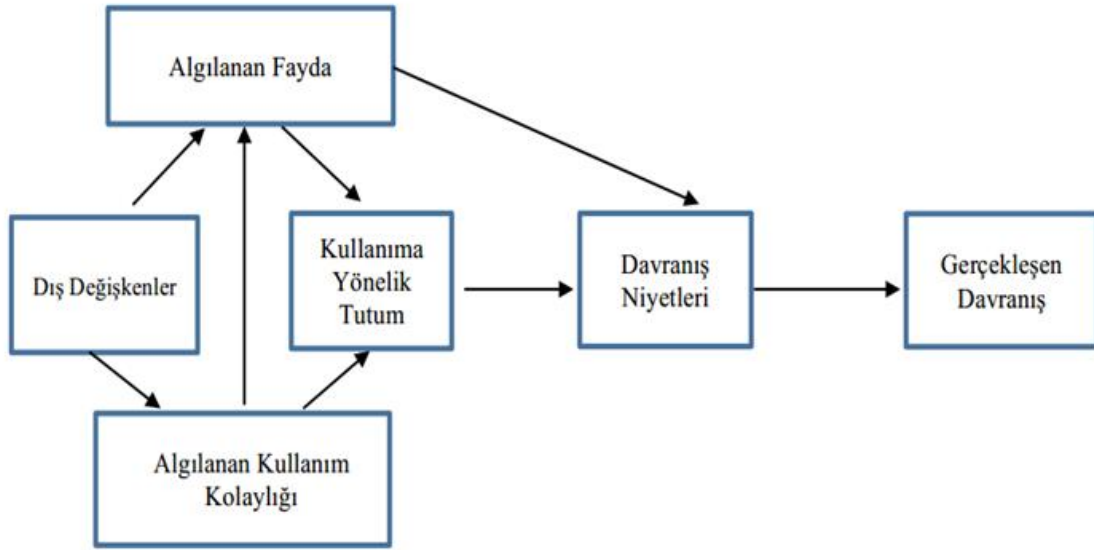 Algılanan Fayda
Dış Değişkenler
Kullanıma
Yönelik
Tutum
Davranış
Niyetleri
Gerçekleşen
Davranış
Algılanan Kullanım
Kolaylığı